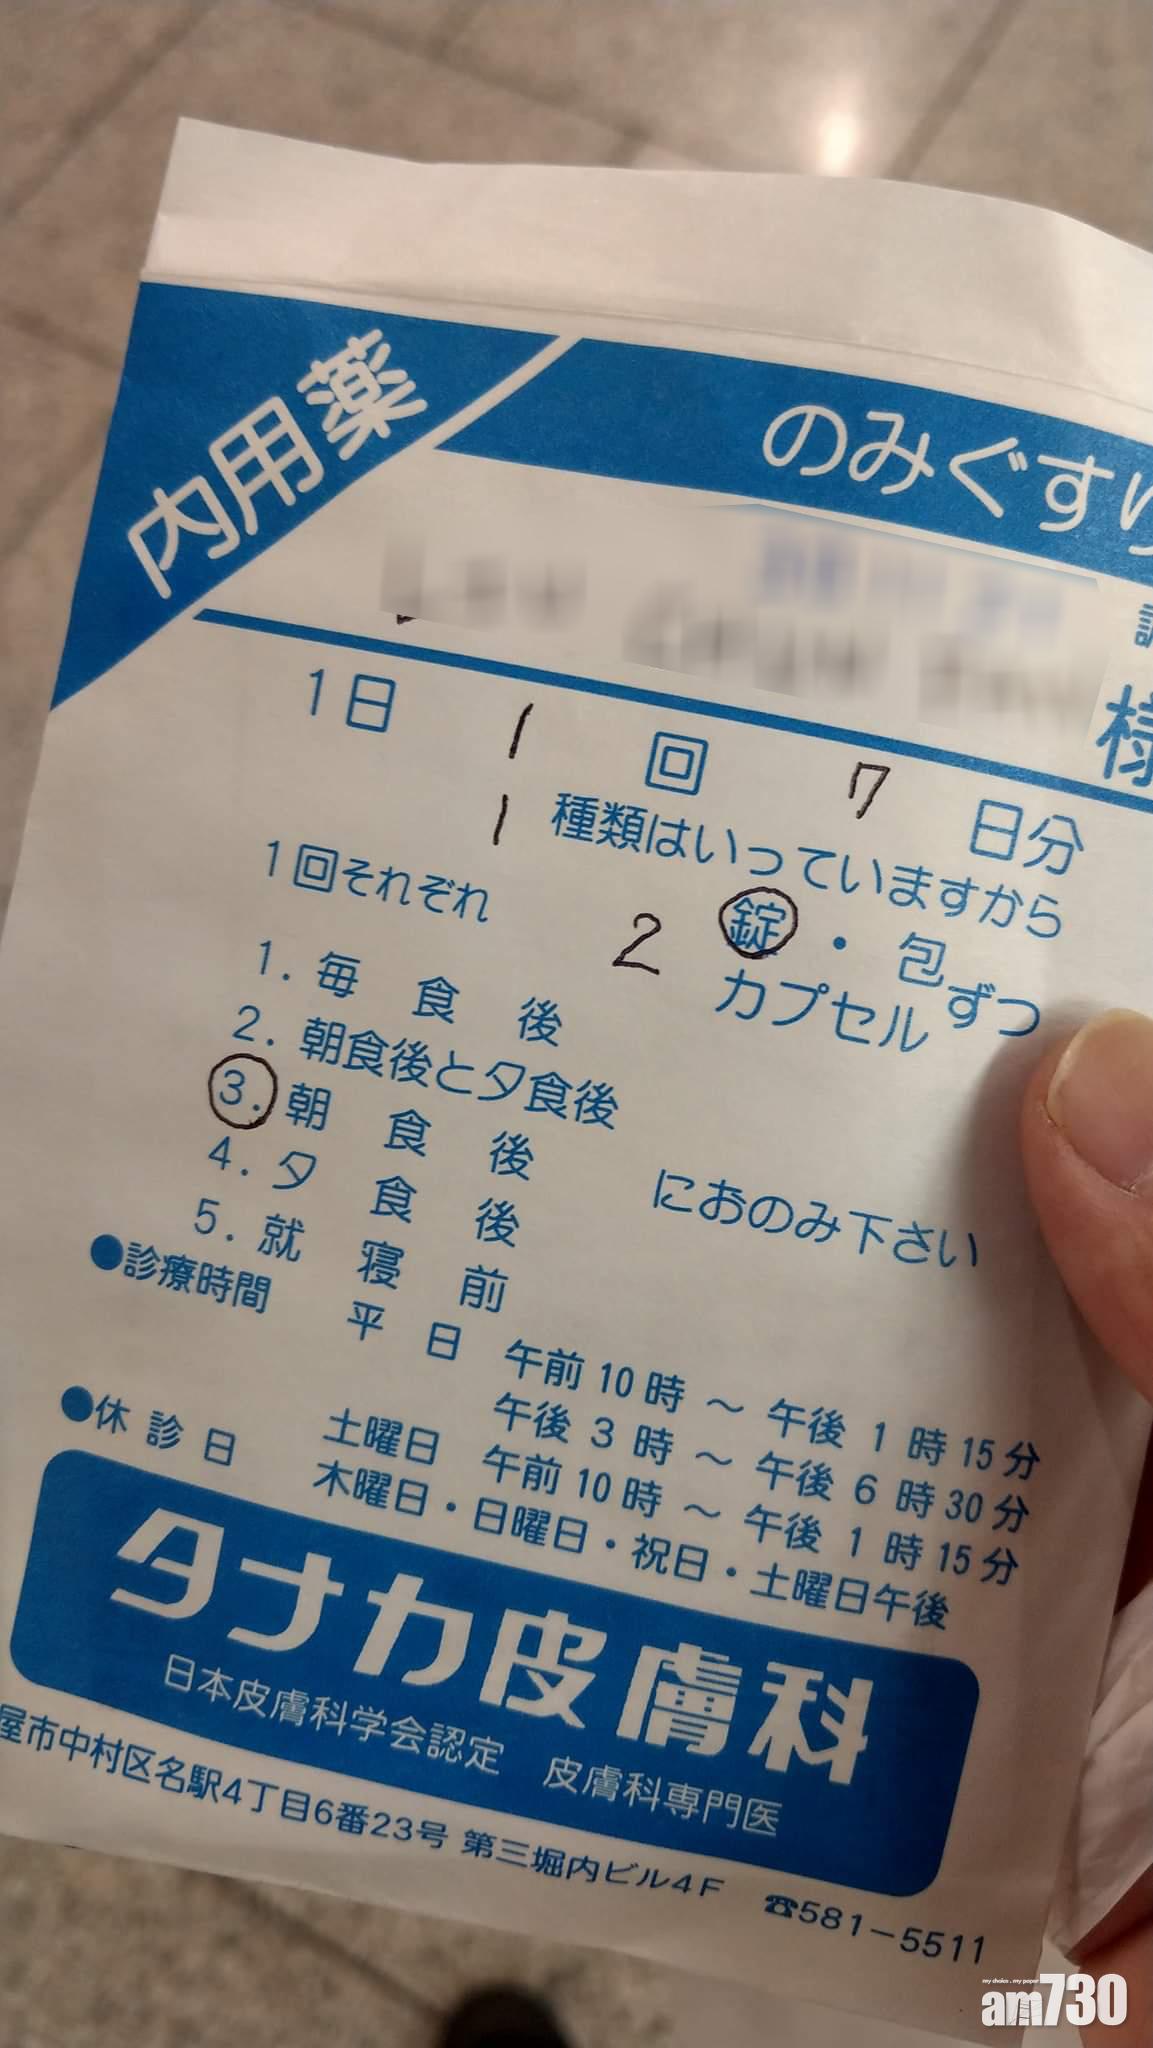 内用薬
のみぐすり
様
1日 1 回 7 日分
1 種類はいっていますから
1回それぞれ 2 錠・包
カプセル ずつ
1. 毎食後
2. 朝食後と夕食後
3. 朝食後
4. 夕食後 におのみ下さい
5. 就寝前
●診療時間 平日 午前10時～午後1時15分
午後3時～午後6時30分
土曜日 午前10時～午後1時15分
●休診日 木曜日・日曜日・祝日・土曜日午後
タナカ皮膚科
日本皮膚科学会認定 皮膚科専門医
屋市中村区名駅4丁目6番23号 第三堀内ビル4F ☎581-5511
my choice . my paper
am730